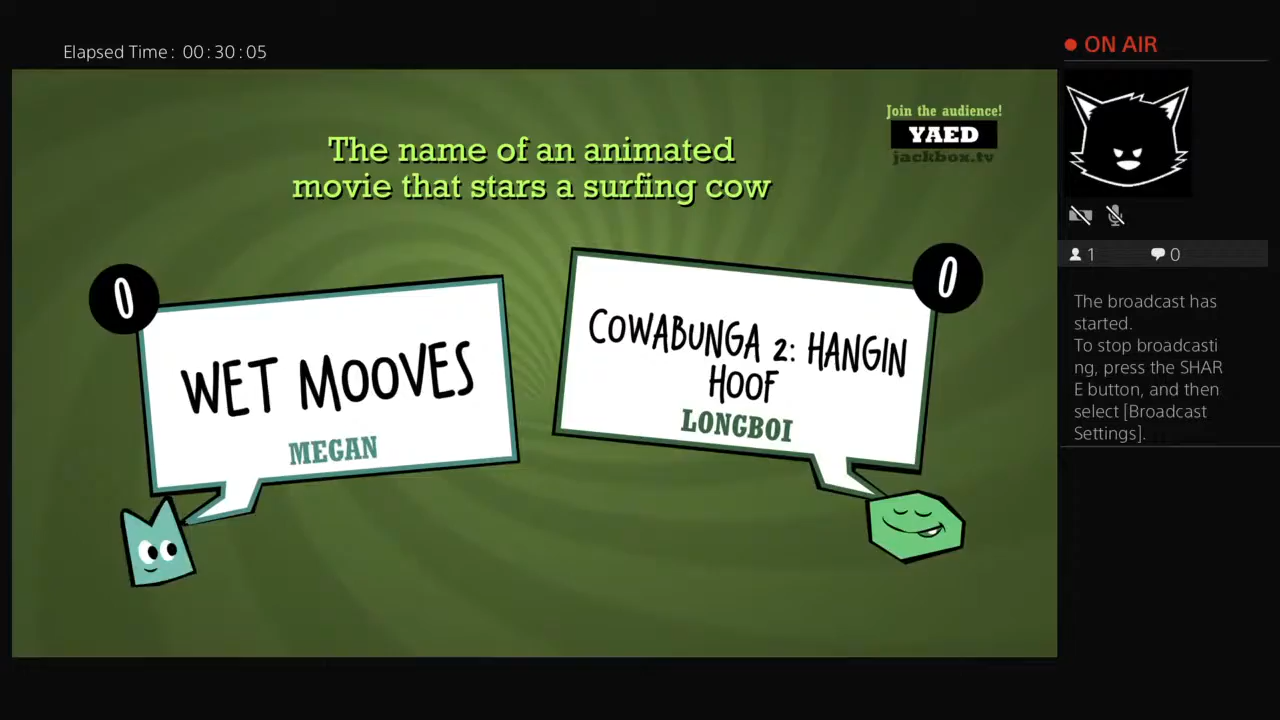 Elapsed Time: 00:30:05
ON AIR
Join the audience!
YAED
jackbox.tv
The name of an animated
movie that stars a surfing cow
0
0
WET MOOVES
MEGAN
COWABUNGA 2: HANGIN
HOOF
LONGBOI
1
0
The broadcast has
started.
To stop broadcasti
ng, press the SHAR
E button, and then
select [Broadcast
Settings].